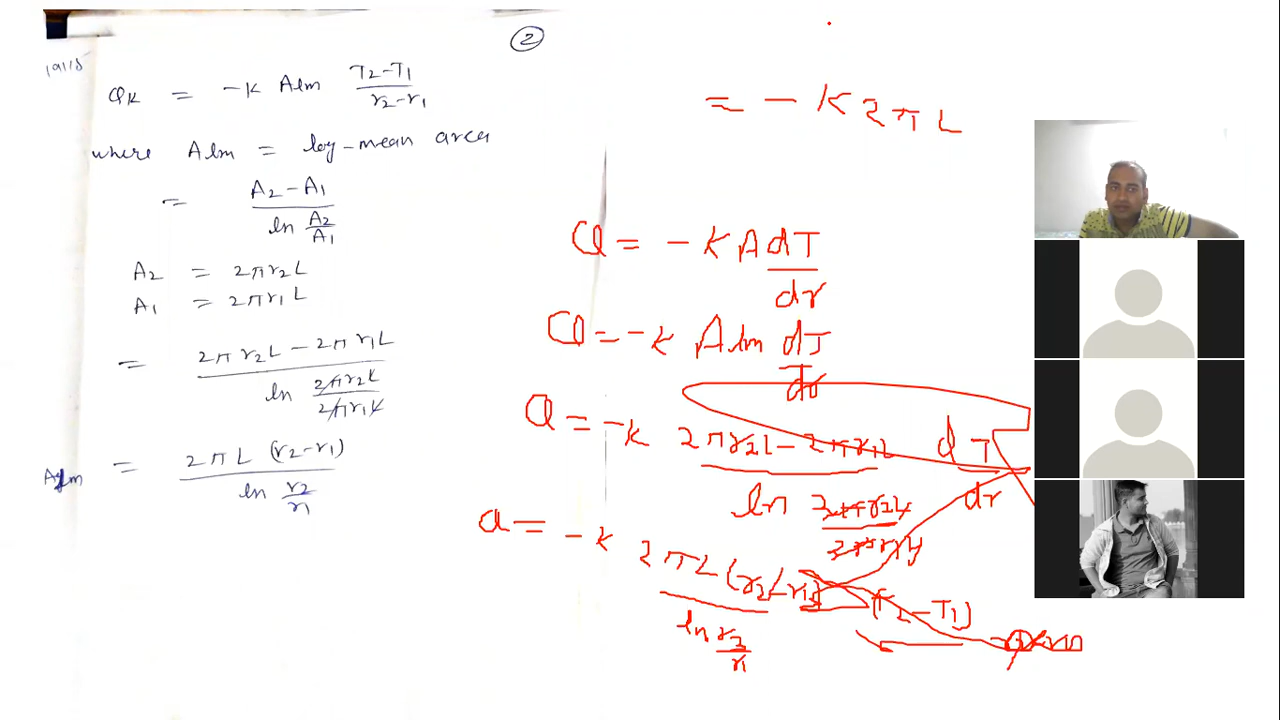 2
19115
QK = -K Alm T2-T1 / r2-r1
where Alm = log-mean area
= A2 - A1 / ln A2/A1
A2 = 2πr2L
A1 = 2πr1L
= 2πr2L - 2πr1L / ln 2πr2L / 2πr1L
Alm = 2πL (r2-r1) / ln r2/r1
= - K 2πL
Q = - K A dT / dr
Q = - K Alm dT / dr
Q = - K 2πr2L - 2πr1L / ln 2πr2L / 2πr1L dT / dr
Q = - K 2πL (r2-r1) / ln r2/r1 (T2-T1)